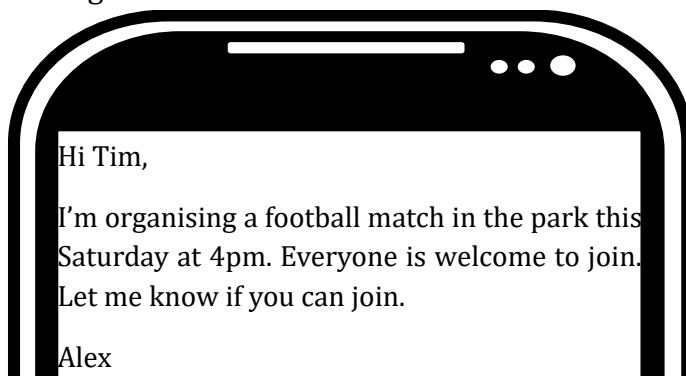 Hi Tim,
I'm organising a football match in the park this
Saturday at 4pm. Everyone is welcome to join.
Let me know if you can join.
Alex